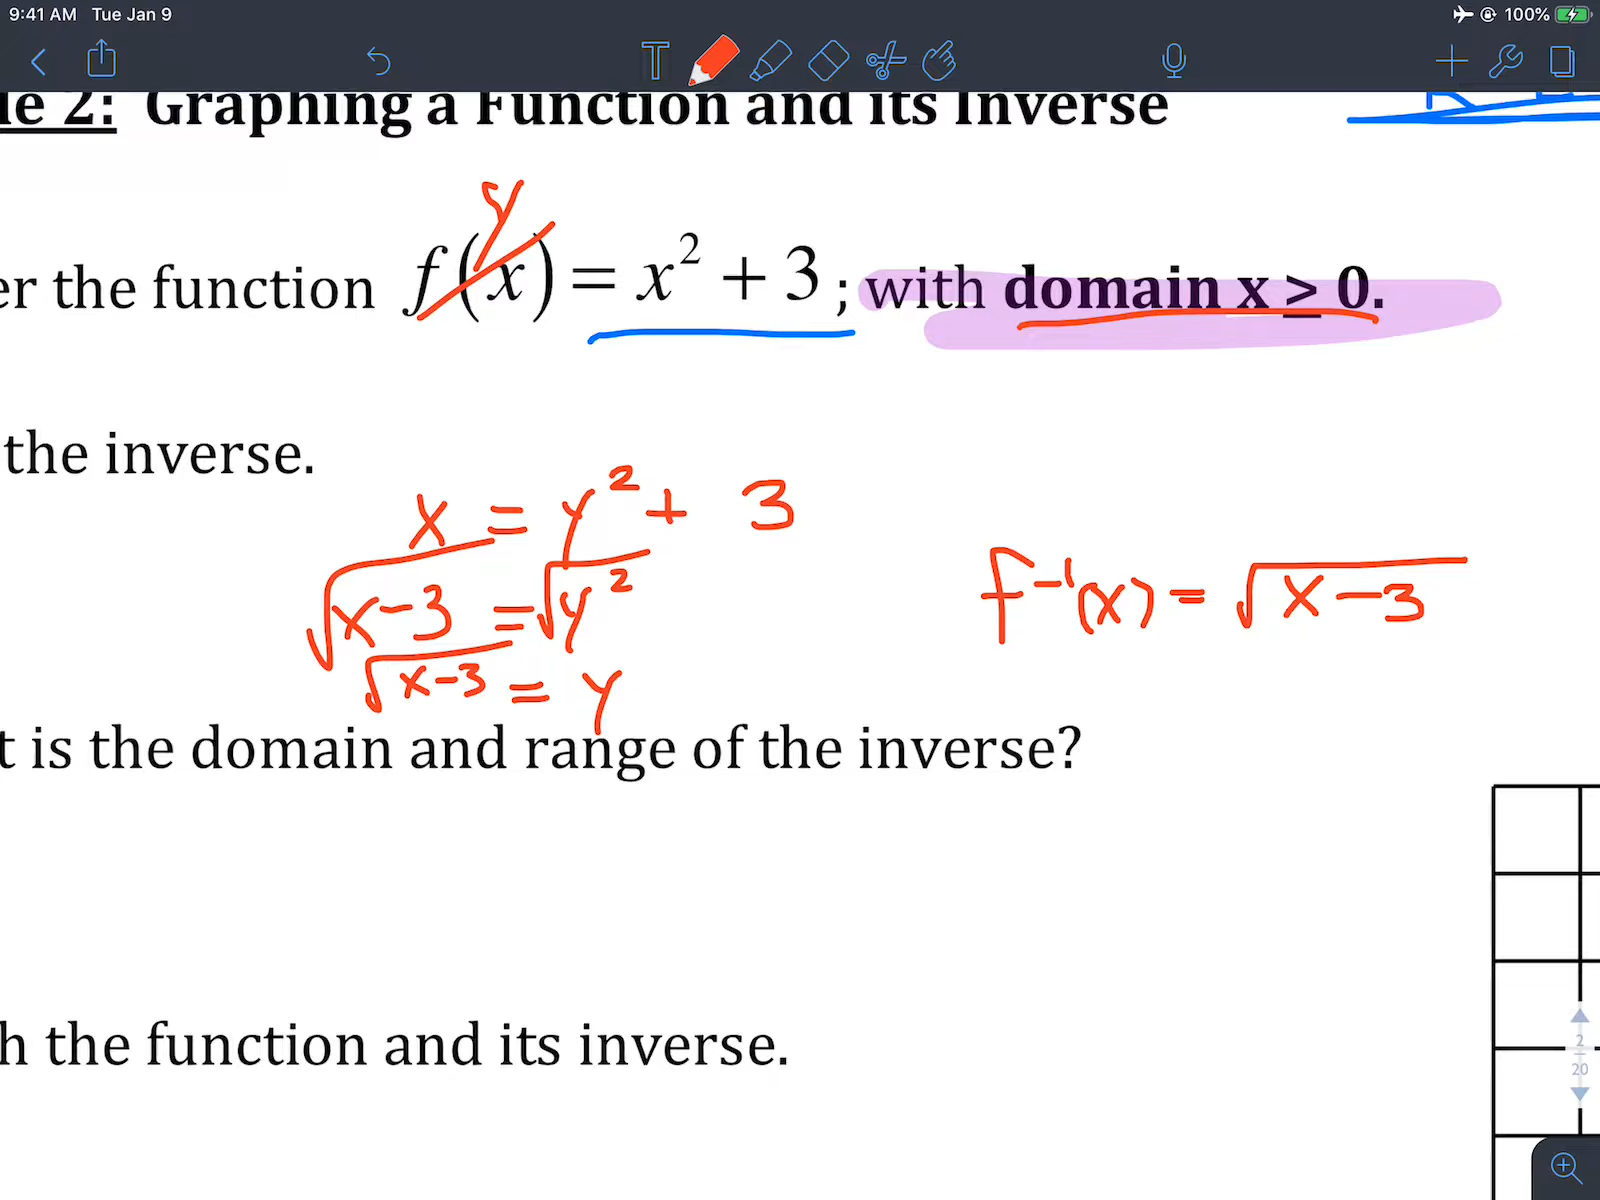 9:41 AM Tue Jan 9 100%
le 2: Graphing a Function and its Inverse
y
er the function f(x) = x² + 3; with domain x ≥ 0.
the inverse.
x = y² + 3
√x-3 = √y²
f⁻¹(x) = √x-3
√x-3 = y
t is the domain and range of the inverse?
h the function and its inverse.
2
20